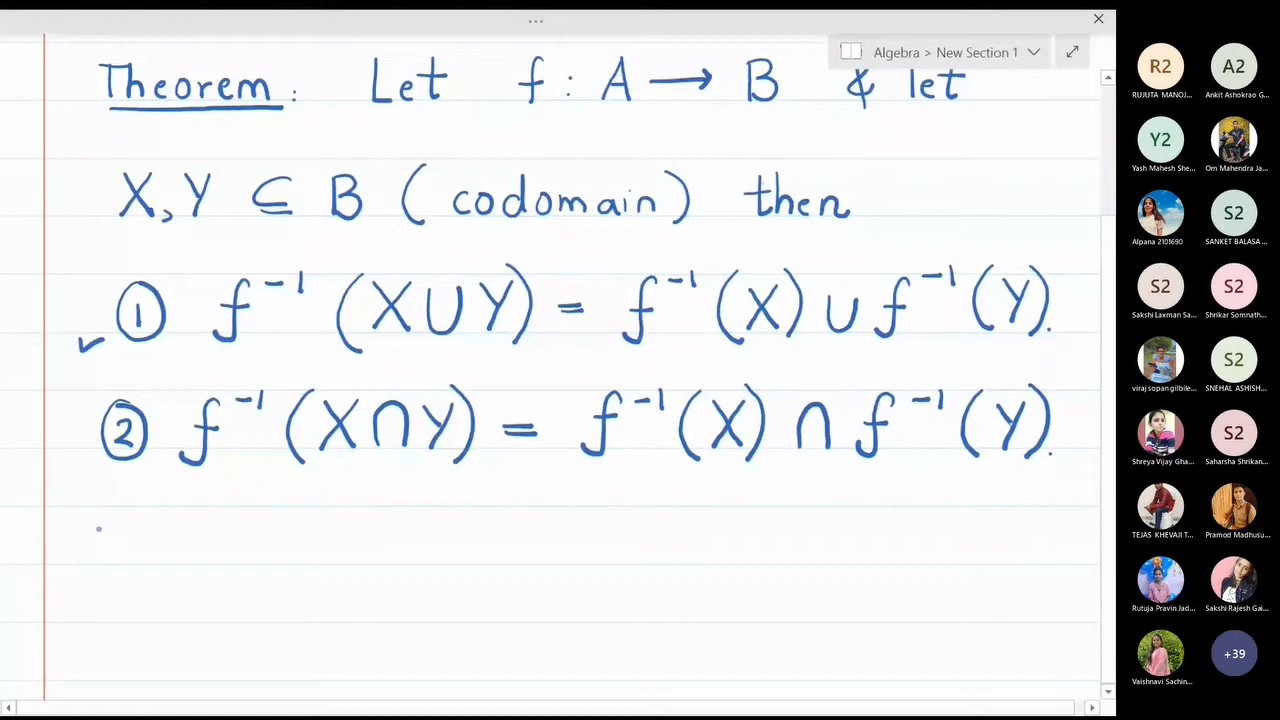 Algebra > New Section 1
Theorem : Let f : A → B & let
X, Y ⊆ B ( codomain ) then
① f⁻¹ (X∪Y) = f⁻¹ (X) ∪ f⁻¹ (Y).
② f⁻¹ (X∩Y) = f⁻¹ (X) ∩ f⁻¹ (Y).
R2 A2
RUJUTA MANOJ... Ankit Ashokrao G...
Y2
Yash Mahesh She... Om Mahendra Ja...
S2
Alpana 2101690 SANKET BALASA...
S2 S2
Sakshi Laxman Sa... Shrikar Somnath...
S2
viraj sopan gilbile... SNEHAL ASHISH...
S2
Shreya Vijay Gha... Saharsha Shrikan...
TEJAS KHEVAJI T... Pramod Madhusu...
Rutuja Pravin Jad... Sakshi Rajesh Gai...
+39
Vaishnavi Sachin...